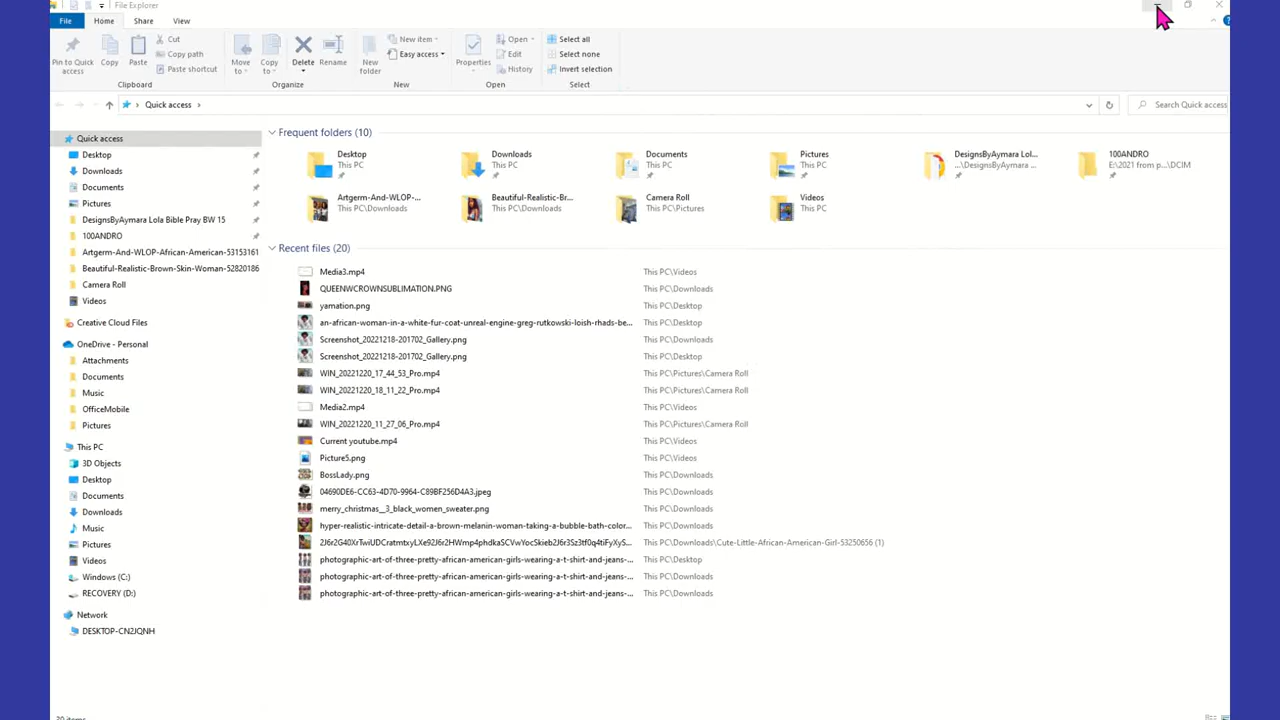 File Explorer
File
Home
Share
View
Pin to Quick access
Copy
Paste
Cut
Copy path
Paste shortcut
Clipboard
Move to
Copy to
Delete
Rename
Organize
New folder
New item
Easy access
New
Properties
Open
Edit
History
Open
Select all
Select none
Invert selection
Select
Quick access
Search Quick access
Quick access
Desktop
Downloads
Documents
Pictures
DesignsByAymara Lola Bible Pray BW 15
100ANDRO
Artgerm-And-WLOP-African-American-53153161
Beautiful-Realistic-Brown-Skin-Woman-52820186
Camera Roll
Videos
Creative Cloud Files
OneDrive - Personal
Attachments
Documents
Music
OfficeMobile
Pictures
This PC
3D Objects
Desktop
Documents
Downloads
Music
Pictures
Videos
Windows (C:)
RECOVERY (D:)
Network
DESKTOP-CN2JQNH
Frequent folders (10)
Desktop
This PC
Downloads
This PC
Documents
This PC
Pictures
This PC
DesignsByAymara Lol...
...\DesignsByAymara ...
100ANDRO
E:\2021 from p...\DCIM
Artgerm-And-WLOP-...
This PC\Downloads
Beautiful-Realistic-Br...
This PC\Downloads
Camera Roll
This PC\Pictures
Videos
This PC
Recent files (20)
Media3.mp4 This PC\Videos
QUEENWCROWNSUBLIMATION.PNG This PC\Downloads
yamation.png This PC\Desktop
an-african-woman-in-a-white-fur-coat-unreal-engine-greg-rutkowski-loish-rhads-be... This PC\Desktop
Screenshot_20221218-201702_Gallery.png This PC\Downloads
Screenshot_20221218-201702_Gallery.png This PC\Desktop
WIN_20221220_17_44_53_Pro.mp4 This PC\Pictures\Camera Roll
WIN_20221220_18_11_22_Pro.mp4 This PC\Pictures\Camera Roll
Media2.mp4 This PC\Videos
WIN_20221220_11_27_06_Pro.mp4 This PC\Pictures\Camera Roll
Current youtube.mp4 This PC\Videos
Picture5.png This PC\Videos
BossLady.png This PC\Downloads
04690DE6-CC63-4D70-9964-C89BF256D4A3.jpeg This PC\Downloads
merry_christmas__3_black_women_sweater.png This PC\Downloads
hyper-realistic-intricate-detail-a-brown-melanin-woman-taking-a-bubble-bath-color... This PC\Downloads
This PC\Downloads\Cute-Little-African-American-Girl-53250656 (1)
photographic-art-of-three-pretty-african-american-girls-wearing-a-t-shirt-and-jeans-... This PC\Desktop
photographic-art-of-three-pretty-african-american-girls-wearing-a-t-shirt-and-jeans-... This PC\Downloads
photographic-art-of-three-pretty-african-american-girls-wearing-a-t-shirt-and-jeans-... This PC\Downloads